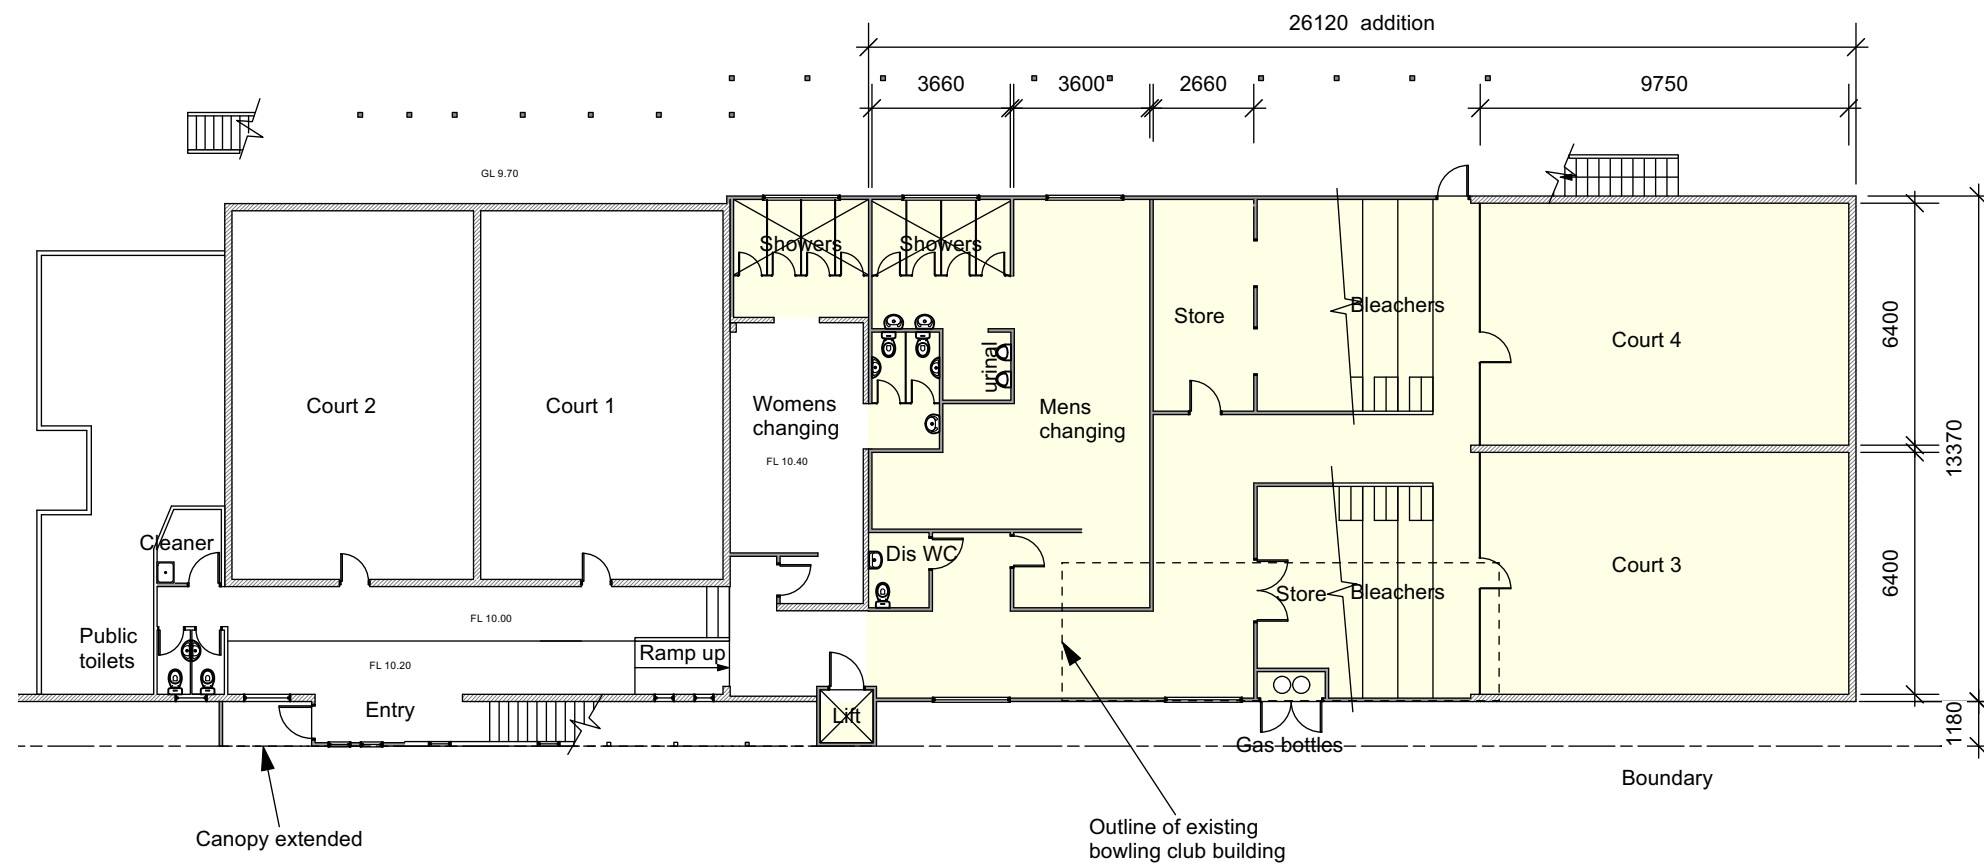 26120 addition
3660
3600
2660
9750
GL 9.70
Showers
Showers
Store
Bleachers
Court 4
6400
Court 2
Court 1
Womens
changing
FL 10.40
urinal
Mens
changing
13370
Cleaner
Dis WC
Store
Bleachers
Court 3
6400
FL 10.00
Public
toilets
FL 10.20
Ramp up
Entry
Lift
1180
Gas bottles
Boundary
Canopy extended
Outline of existing
bowling club building